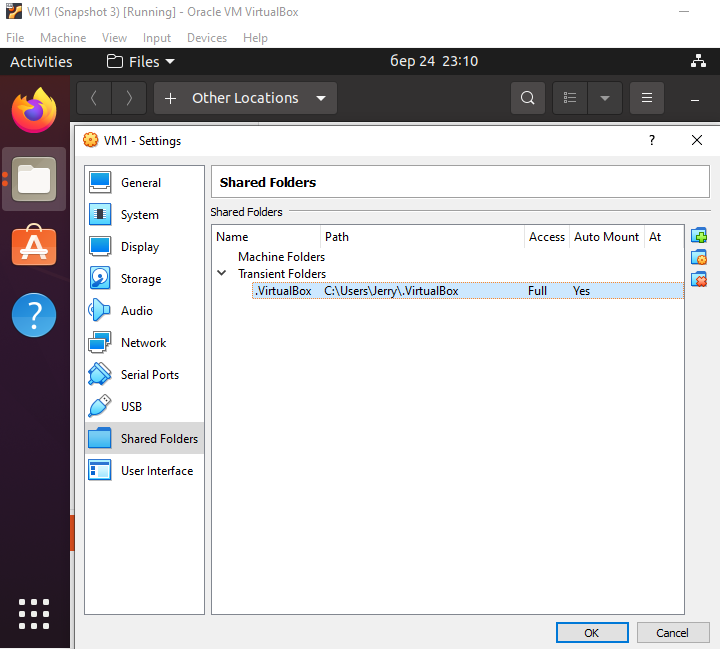 VM1 (Snapshot 3) [Running] - Oracle VM VirtualBox
File Machine View Input Devices Help
Activities Files бер 24 23:10
Other Locations
VM1 - Settings ?
General
System
Display
Storage
Audio
Network
Serial Ports
USB
Shared Folders
User Interface
Shared Folders
Shared Folders
Name Path Access Auto Mount At
Machine Folders
Transient Folders
.VirtualBox C:\Users\Jerry\.VirtualBox Full Yes
OK Cancel